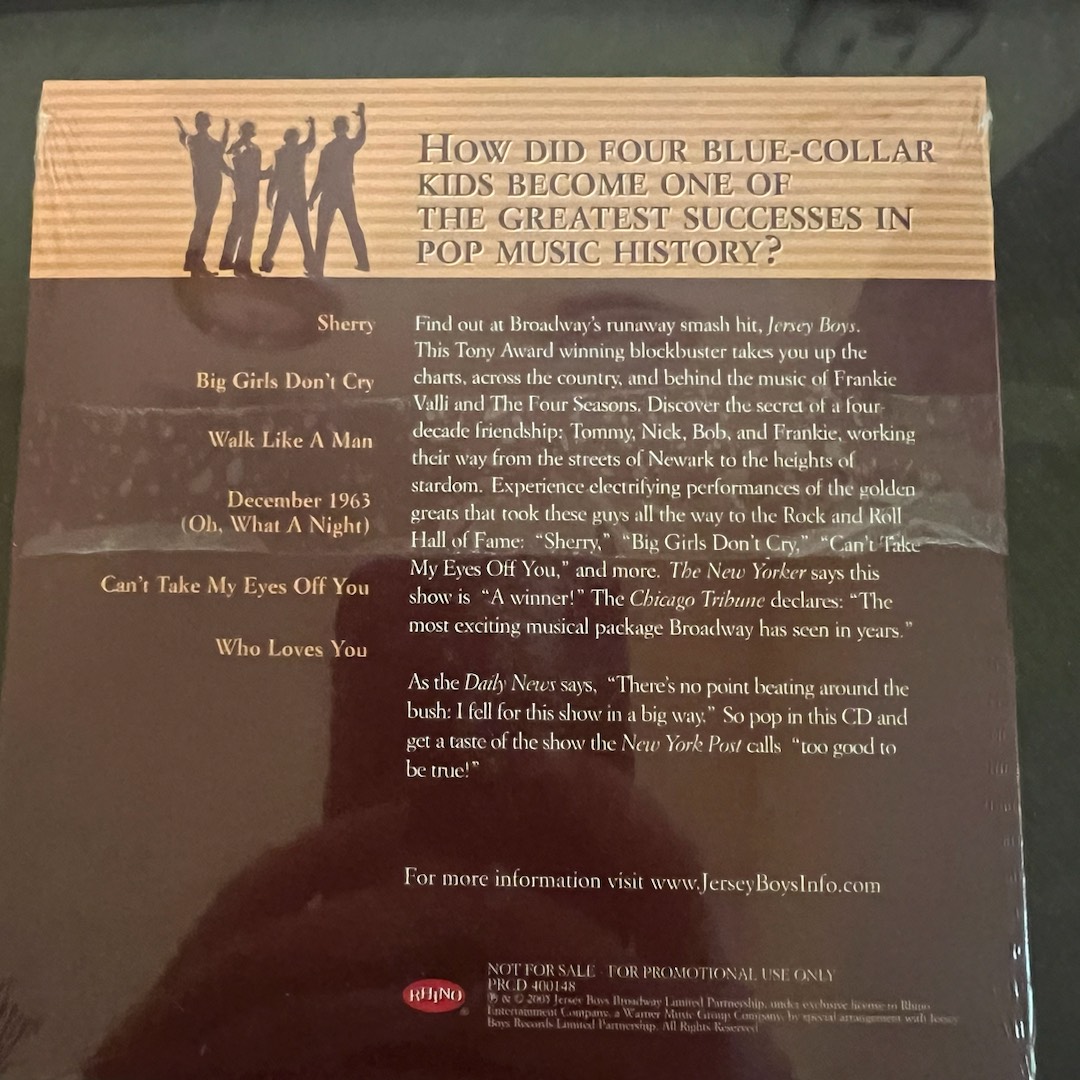 HOW DID FOUR BLUE-COLLAR
KIDS BECOME ONE OF
THE GREATEST SUCCESSES IN
POP MUSIC HISTORY?
Sherry
Big Girls Don't Cry
Walk Like A Man
December 1963
(Oh, What A Night)
Can't Take My Eyes Off You
Who Loves You
Find out at Broadway's runaway smash hit, Jersey Boys.
This Tony Award winning blockbuster takes you up the
charts, across the country, and behind the music of Frankie
Valli and The Four Seasons. Discover the secret of a four-
decade friendship: Tommy, Nick, Bob, and Frankie, working
their way from the streets of Newark to the heights of
stardom. Experience electrifying performances of the golden
greats that took these guys all the way to the Rock and Roll
Hall of Fame: "Sherry," "Big Girls Don't Cry," "Can't Take
My Eyes Off You," and more. The New Yorker says this
show is "A winner!" The Chicago Tribune declares: "The
most exciting musical package Broadway has seen in years."
As the Daily News says, "There's no point beating around the
bush: I fell for this show in a big way." So pop in this CD and
get a taste of the show the New York Post calls "too good to
be true!"
For more information visit www.JerseyBoysInfo.com
RHINO
NOT FOR SALE - FOR PROMOTIONAL USE ONLY
PRCD 400148
℗ & © 2005 Jersey Boys Broadway Limited Partnership, under exclusive license to Rhino
Entertainment Company, a Warner Music Group Company, by special arrangement with Jersey
Boys Records Limited Partnership. All Rights Reserved